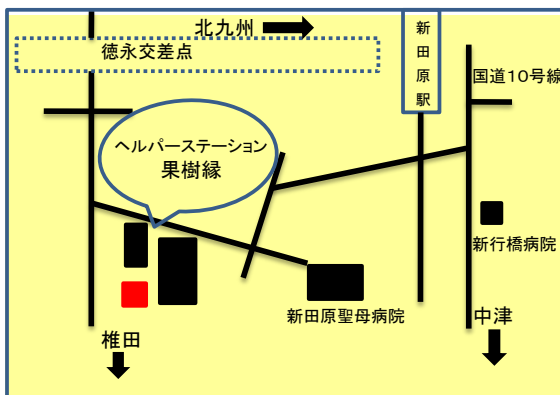 北九州
徳永交差点
新田原駅
国道10号線
ヘルパーステーション
果樹縁
新行橋病院
新田原聖母病院
中津
椎田